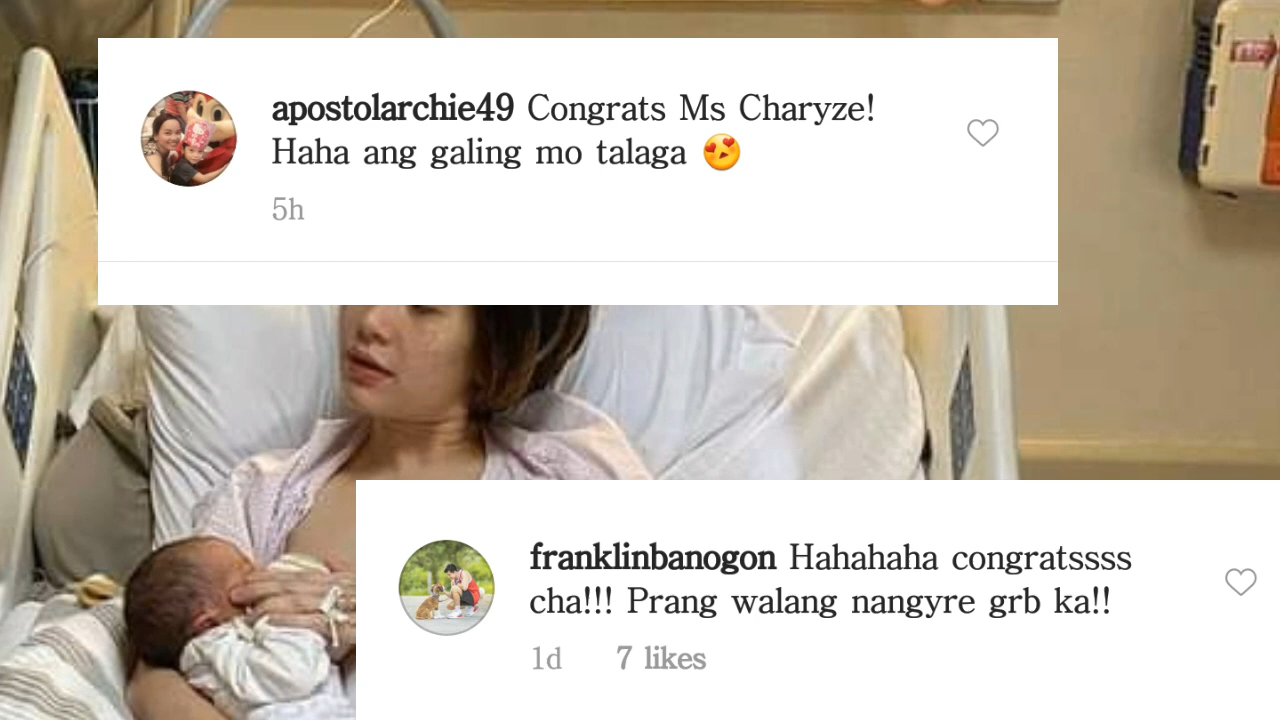 apostolarchie49 Congrats Ms Charyze!
Haha ang galing mo talaga 😍
5h
franklinbanogon Hahahaha congratssss
cha!!! Prang walang nangyre grb ka!!
1d 7 likes